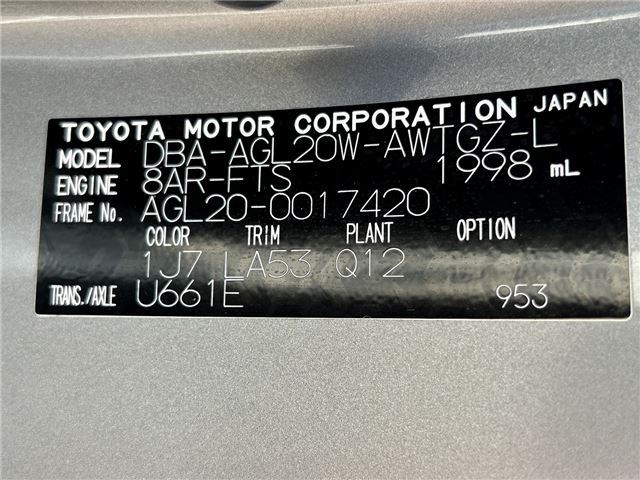 TOYOTA MOTOR CORPORATION JAPAN
MODEL DBA-AGL20W-AWTGZ-L
ENGINE 8AR-FTS 1998 mL
FRAME No. AGL20-0017420
COLOR TRIM PLANT OPTION
1J7 LA53 Q12
TRANS./AXLE U661E 953